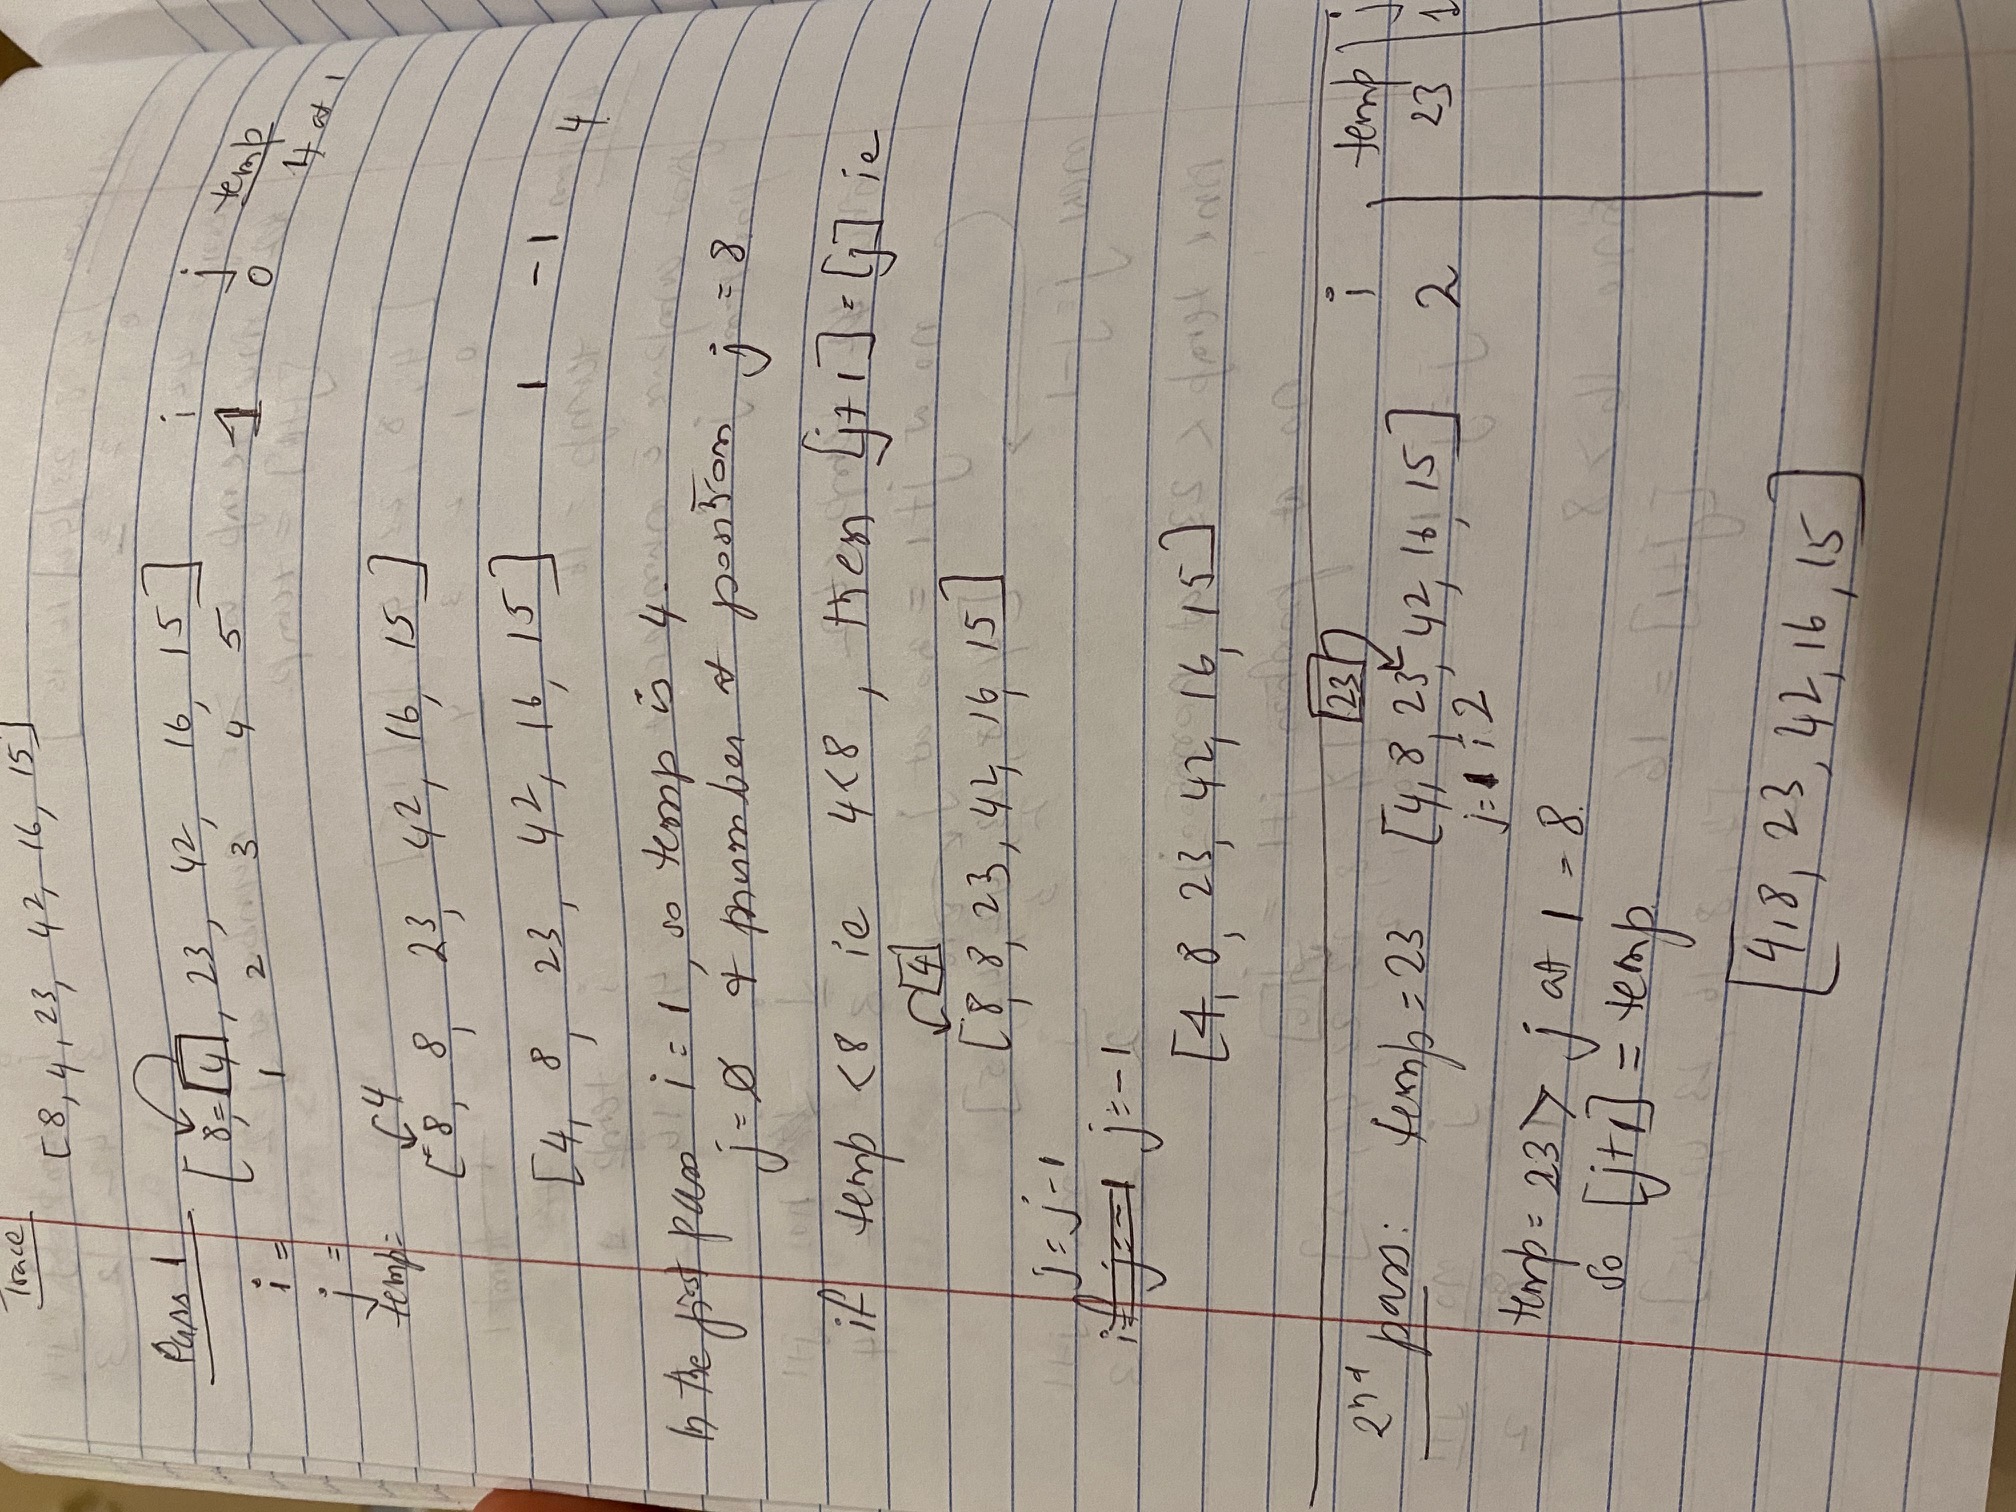 Trace
[8, 4, 23, 42, 16, 15]
Pass 1 [8, 4, 23, 42, 16, 15] i j temp
i = 1 2 3 4 5 1 0 4 at 1
j =
temp = 4
[8, 8, 23, 42, 16, 15]
[4, 8, 23, 42, 16, 15] 1 -1 4
In the first pass i = 1, so temp is 4.
j = 0 & number at position j = 8
if temp < 8 ie 4 < 8, then [j+1] = [j] ie
4
[8, 8, 23, 42, 16, 15]
j = j-1
if j = -1 j = -1
[4, 8, 23, 42, 16, 15]
23
2nd pass: temp = 23 [4, 8, 23, 42, 16, 15] i temp j
j=1 i 2 2 23 1
temp = 23 > j at 1 = 8.
so [j+1] = temp.
[4, 8, 23, 42, 16, 15]